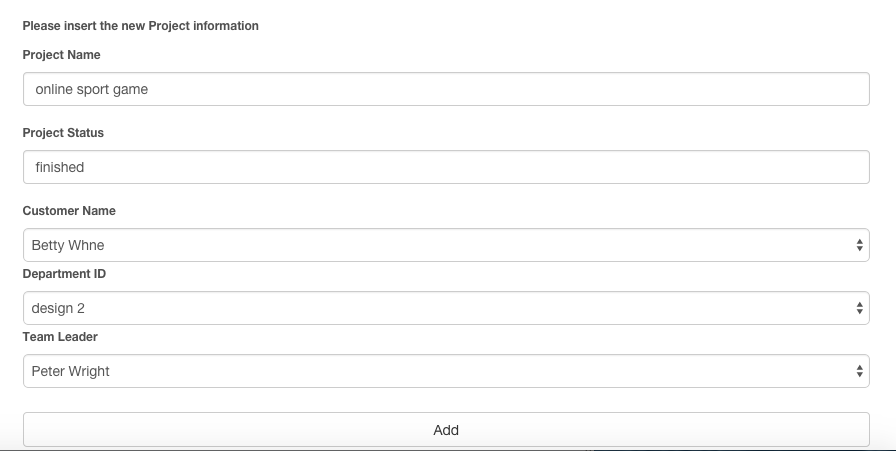 Please insert the new Project information
Project Name
online sport game
Project Status
finished
Customer Name
Betty Whne
Department ID
design 2
Team Leader
Peter Wright
Add